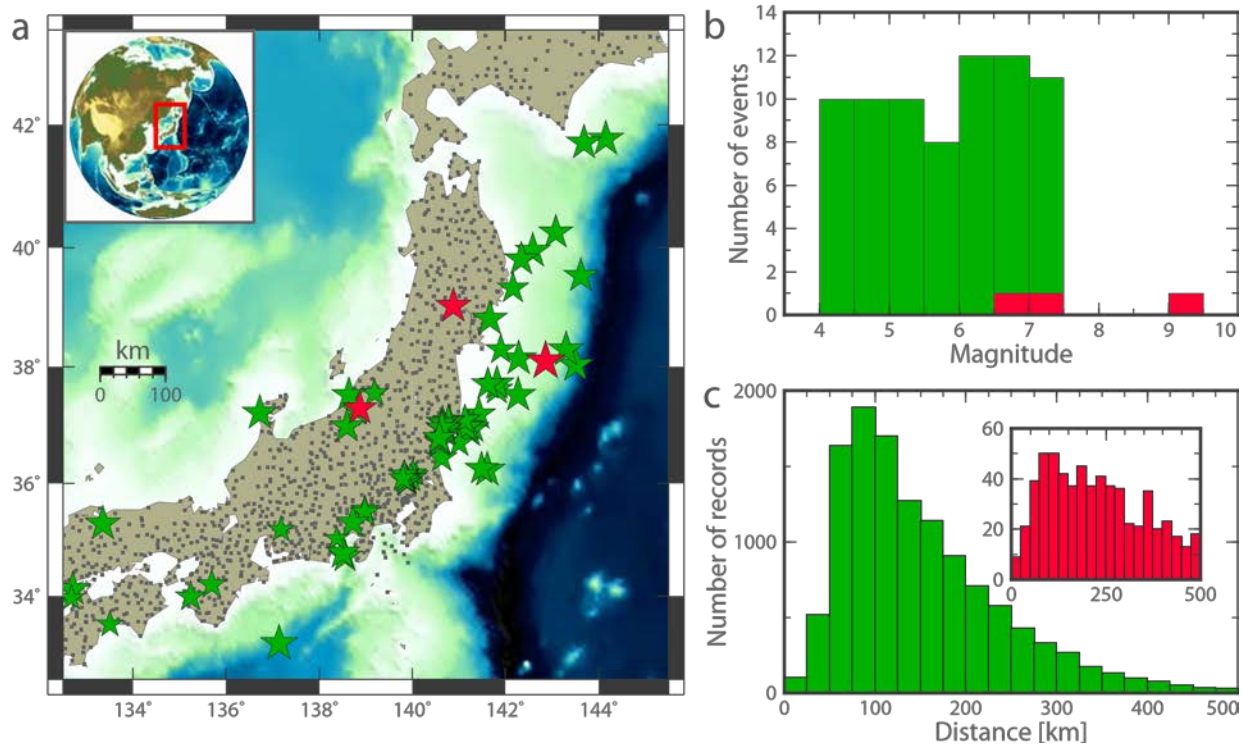 a
42°
40°
38°
36°
34°
km
0 100
134° 136° 138° 140° 142° 144°
b
Number of events
14
12
10
8
6
4
2
0
4 5 6 7 8 9 10
Magnitude
c
Number of records
2000
1000
0
0 100 200 300 400 500
Distance [km]
60
40
20
0
0 250 500